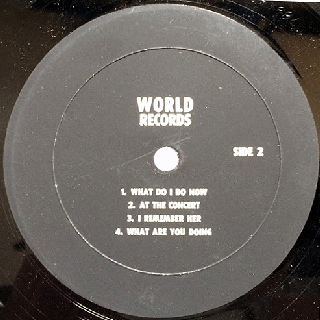 WORLD
RECORDS
SIDE 2
1. WHAT DO I DO NOW
2. AT THE CONCERT
3. I REMEMBER HER
4. WHAT ARE YOU DOING